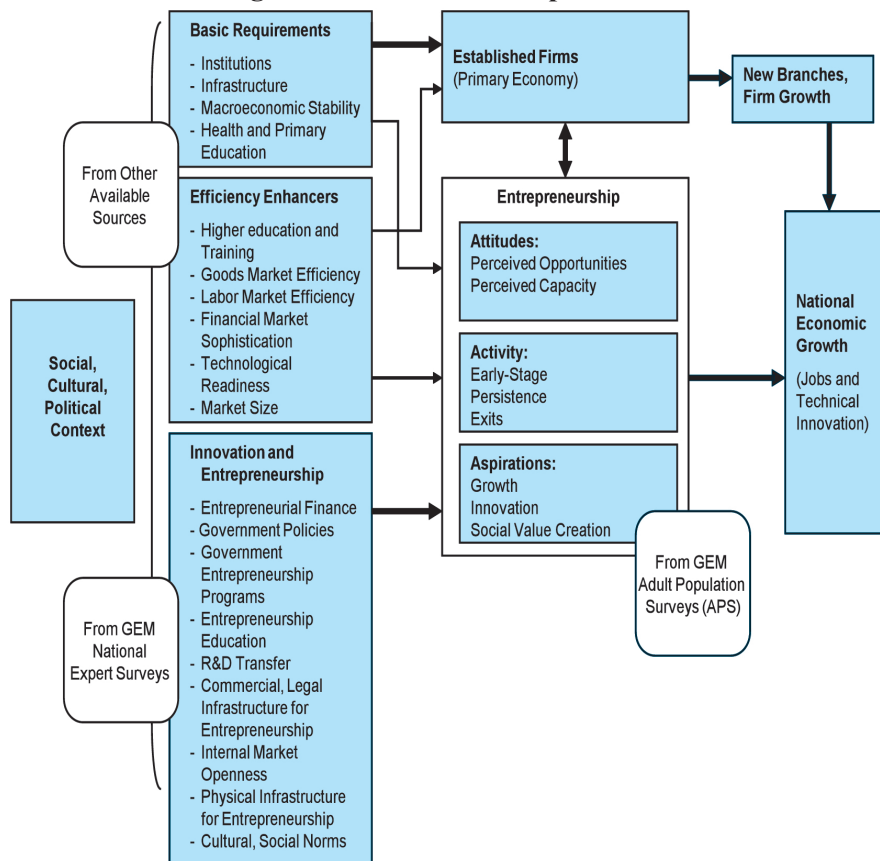 Basic Requirements
- Institutions
- Infrastructure
- Macroeconomic Stability
- Health and Primary
Education
From Other
Available
Sources
Efficiency Enhancers
- Higher education and
Training
- Goods Market Efficiency
- Labor Market Efficiency
- Financial Market
Sophistication
- Technological
Readiness
- Market Size
Social,
Cultural,
Political
Context
Innovation and
Entrepreneurship
- Entrepreneurial Finance
- Government Policies
- Government
Entrepreneurship
Programs
- Entrepreneurship
Education
- R&D Transfer
- Commercial, Legal
Infrastructure for
Entrepreneurship
- Internal Market
Openness
- Physical Infrastructure
for Entrepreneurship
- Cultural, Social Norms
From GEM
National
Expert Surveys
Established Firms
(Primary Economy)
Entrepreneurship
Attitudes:
Perceived Opportunities
Perceived Capacity
Activity:
Early-Stage
Persistence
Exits
Aspirations:
Growth
Innovation
Social Value Creation
From GEM
Adult Population
Surveys (APS)
New Branches,
Firm Growth
National
Economic
Growth
(Jobs and
Technical
Innovation)